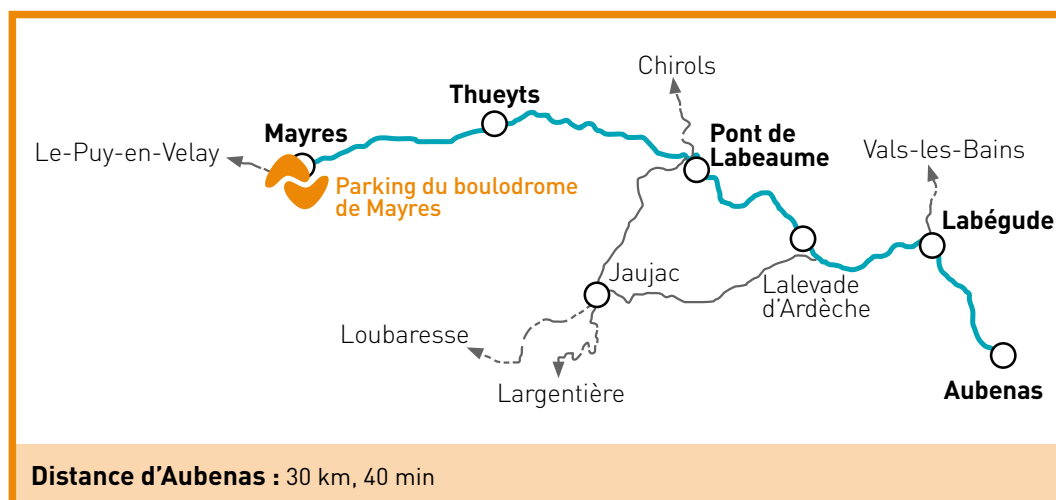 Chirols
Thueyts
Mayres
Pont de
Labeaume
Vals-les-Bains
Le-Puy-en-Velay
Parking du boulodrome
de Mayres
Labégude
Jaujac
Lalevade
d'Ardèche
Loubaresse
Largentière
Aubenas
Distance d'Aubenas : 30 km, 40 min